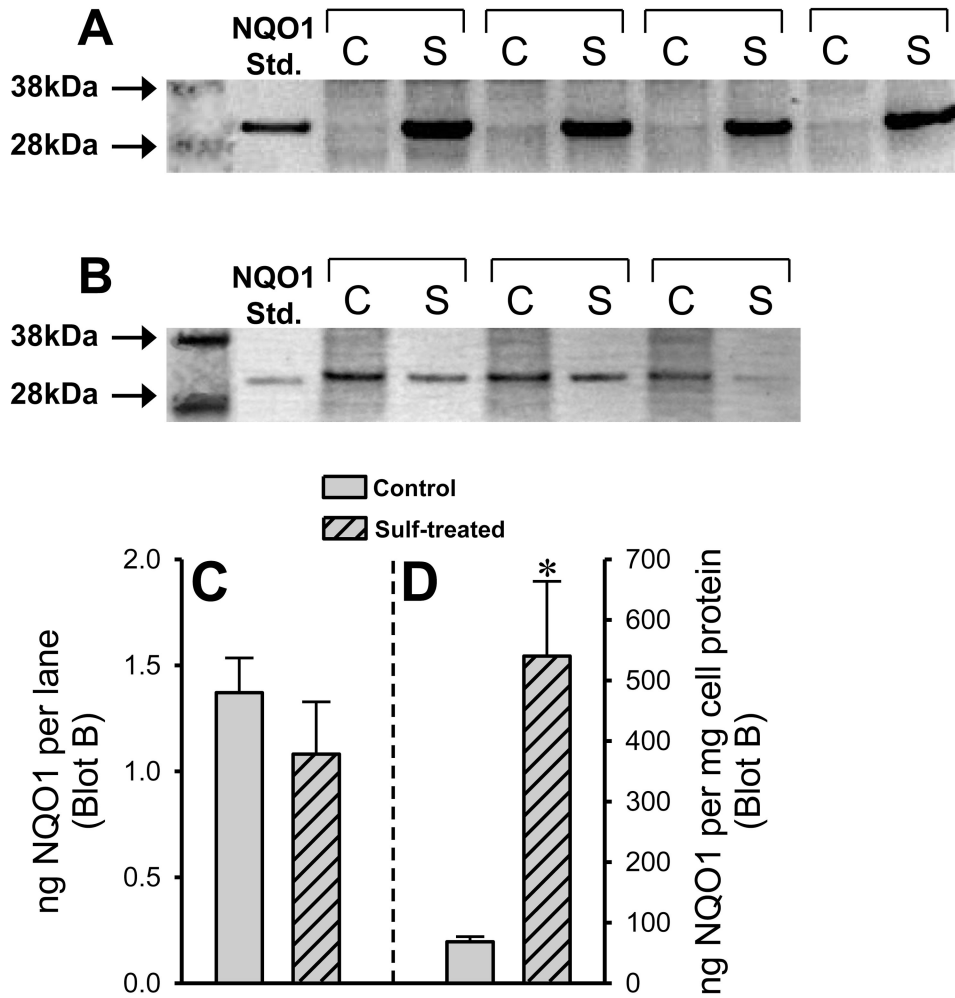 A
NQO1
Std.
C S C S C S C S
38kDa
28kDa
B
NQO1
Std.
C S C S C S
38kDa
28kDa
Control
Sulf-treated
C
D
*
2.0
1.5
1.0
0.5
0.0
ng NQO1 per lane
(Blot B)
700
600
500
400
300
200
100
0
ng NQO1 per mg cell protein
(Blot B)